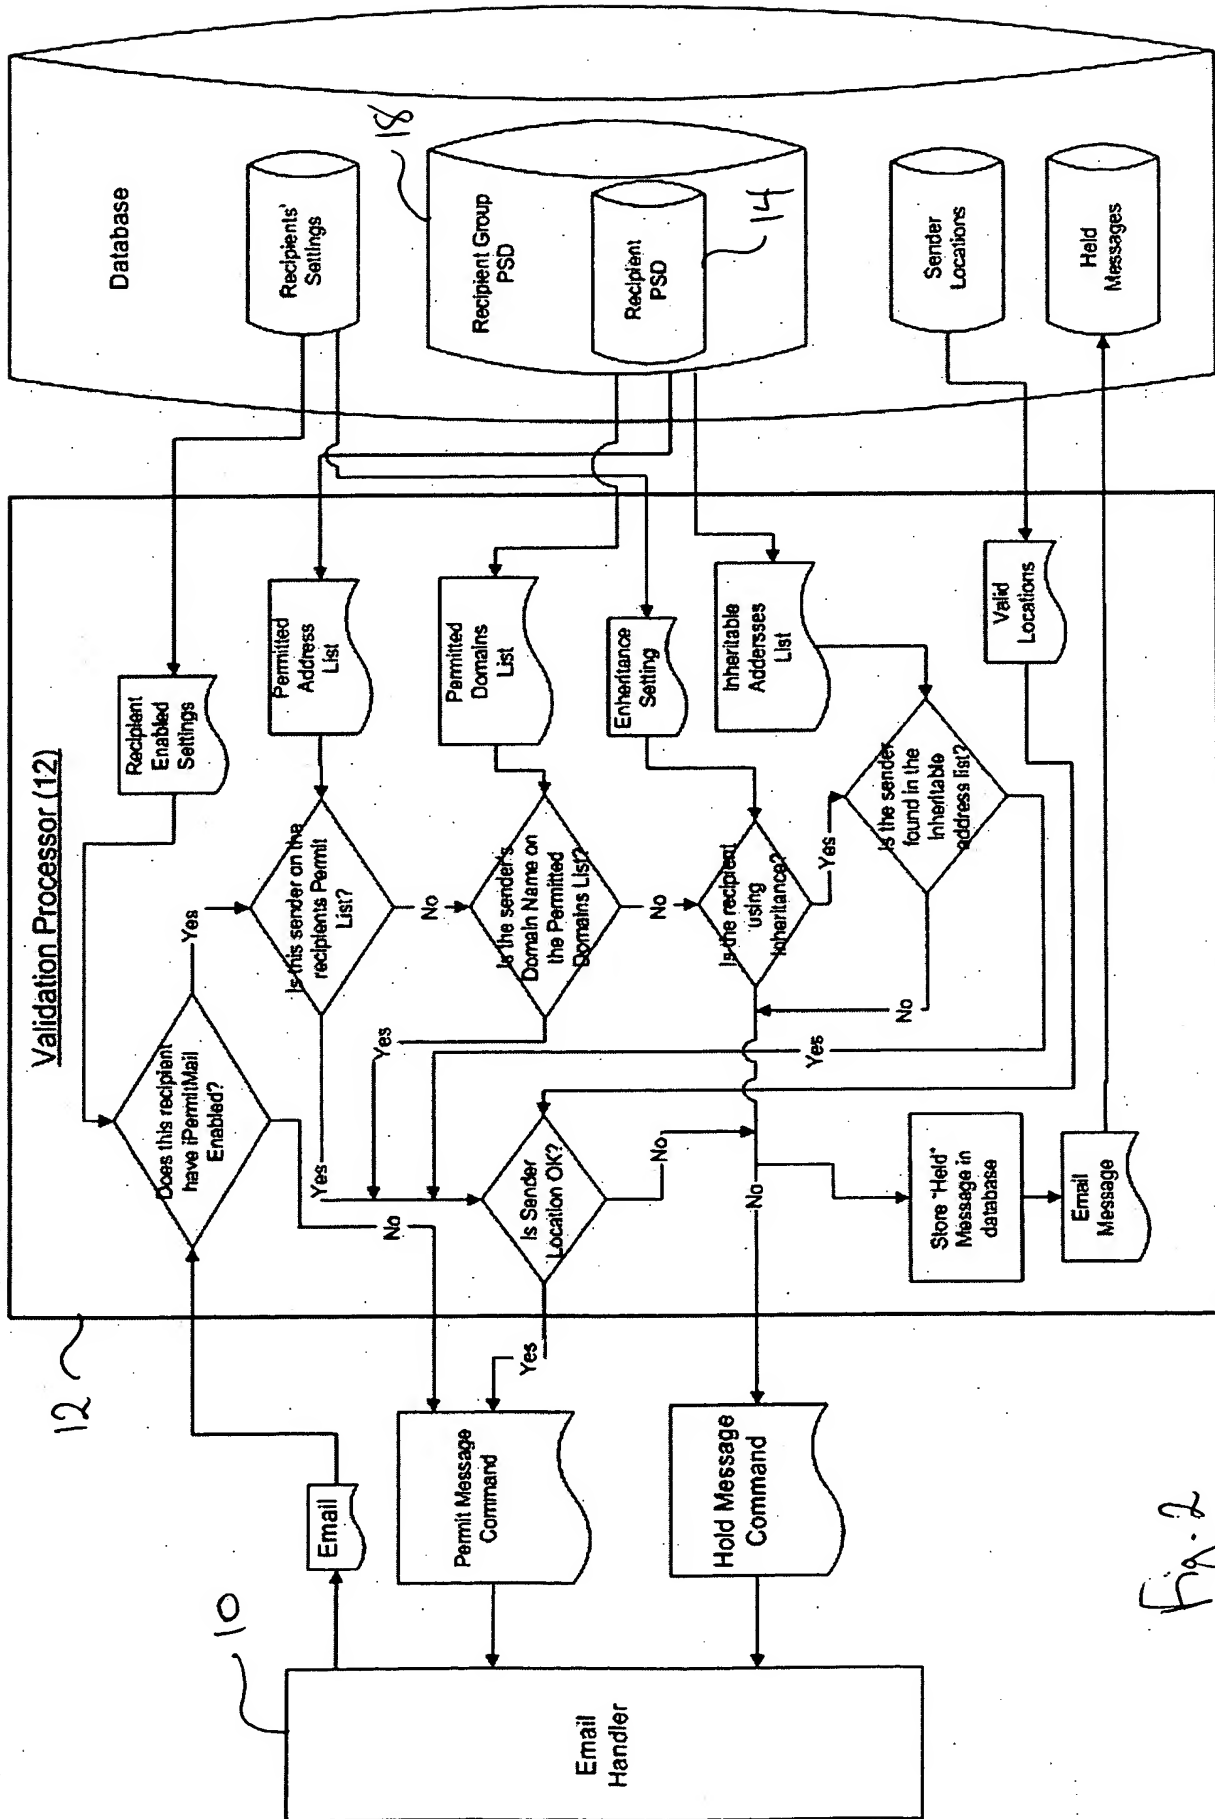 Database
Recipients'
Settings
18
Recipient Group
PSD
Recipient
PSD
14
Sender
Locations
Held
Messages
Validation Processor (12)
Recipient
Enabled
Settings
Permitted
Address
List
Permitted
Domains
List
Enheritance
Setting
Inheritable
Adderses
List
Valid
Locations
Does this recipient
have iPermitMail
Enabled?
Yes
No
Is this sender on the
recipients Permit
List?
Yes
No
Is the sender's
Domain Name on
the Permitted
Domains List?
Yes
No
Is the recipient
using
Inheritance?
Yes
No
Is the sender
found in the
Inheritable
address list?
No
Yes
Is Sender
Location OK?
No
Yes
Store "Held"
Message in
database
Email
Message
12
Email
Permit Message
Command
Hold Message
Command
10
Email
Handler
Fig. 2